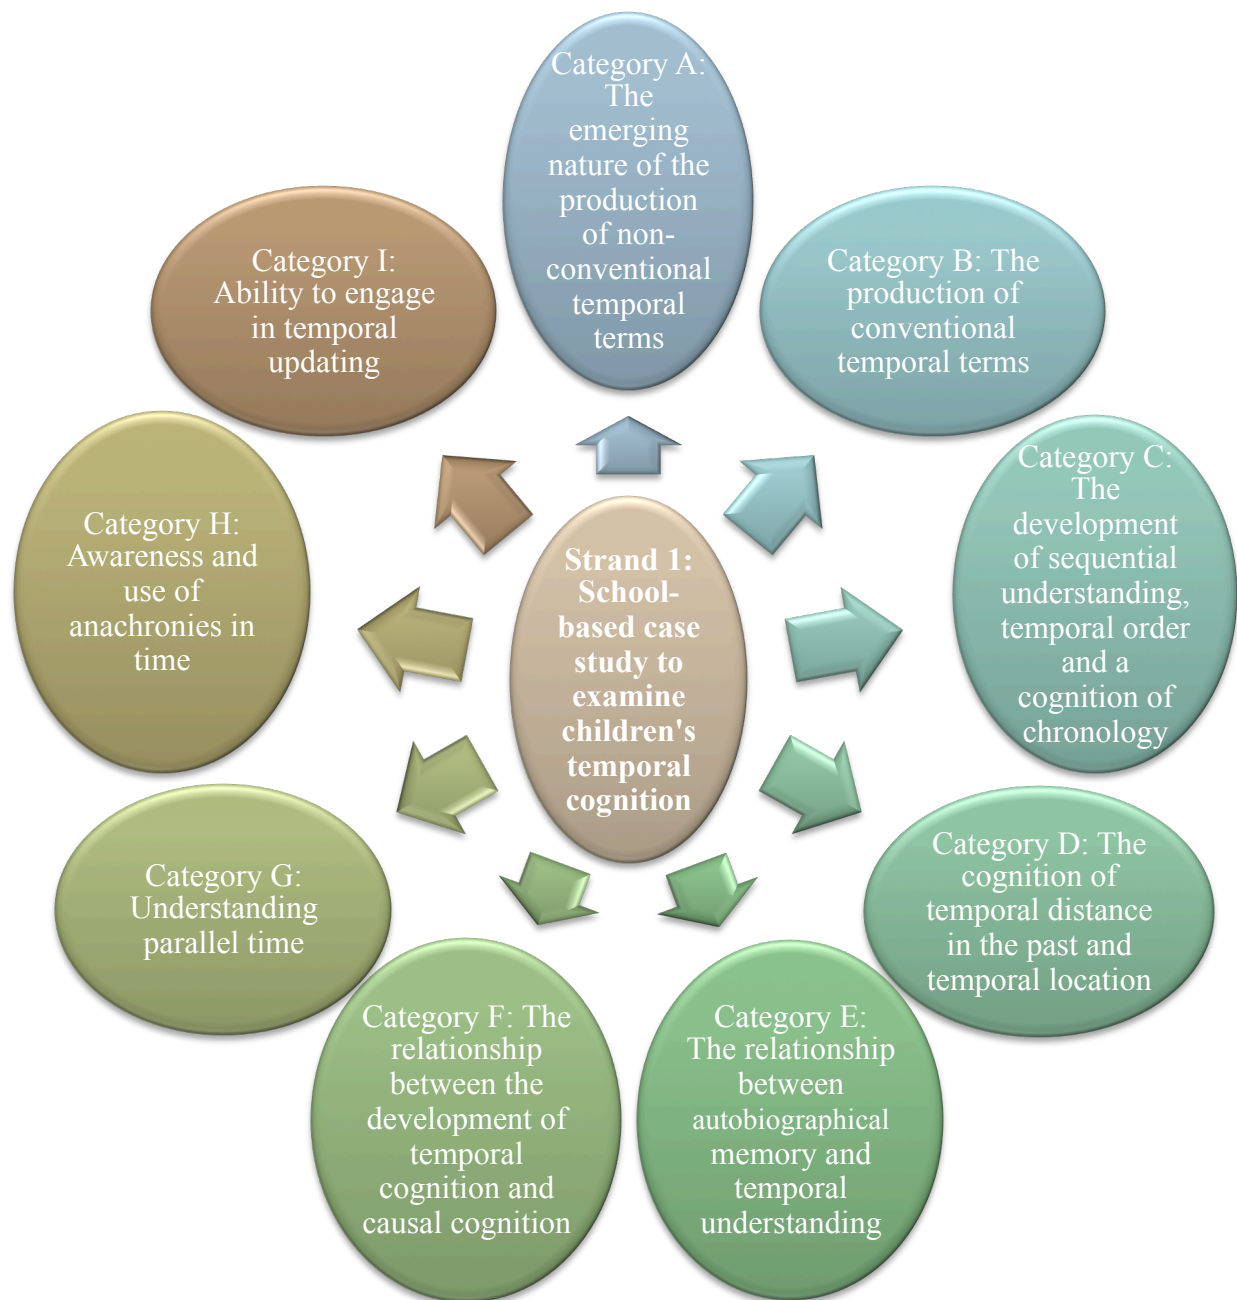 Category A:
The
emerging
nature of the
production
of non-
conventional
temporal
terms
Category B: The
production of
conventional
temporal terms
Category C:
The
development
of sequential
understanding,
temporal order
and a
cognition of
chronology
Category D: The
cognition of
temporal distance
in the past and
temporal location
Category E:
The relationship
between
autobiographical
memory and
temporal
understanding
Category F: The
relationship
between the
development of
temporal
cognition and
causal cognition
Category G:
Understanding
parallel time
Category H:
Awareness and
use of
anachronies in
time
Category I:
Ability to engage
in temporal
updating
Strand 1:
School-
based case
study to
examine
children's
temporal
cognition